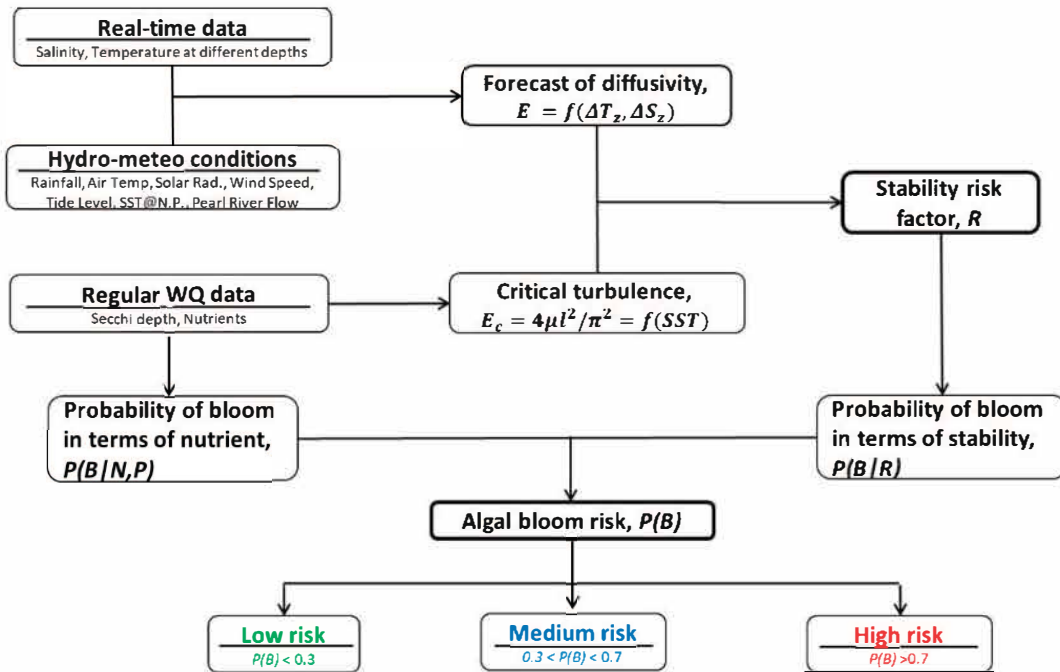 Real-time data
Salinity, Temperature at different depths
Forecast of diffusivity,
E = f(ΔT_z, ΔS_z)
Hydro-meteo conditions
Rainfall, Air Temp, Solar Rad., Wind Speed,
Tide Level, SST@N.P., Pearl River Flow
Stability risk
factor, R
Regular WQ data
Secchi depth, Nutrients
Critical turbulence,
E_c = 4μl²/π² = f(SST)
Probability of bloom
in terms of nutrient,
P(B/N,P)
Probability of bloom
in terms of stability,
P(B/R)
Algal bloom risk, P(B)
Low risk
P(B) < 0.3
Medium risk
0.3 < P(B) < 0.7
High risk
P(B) >0.7